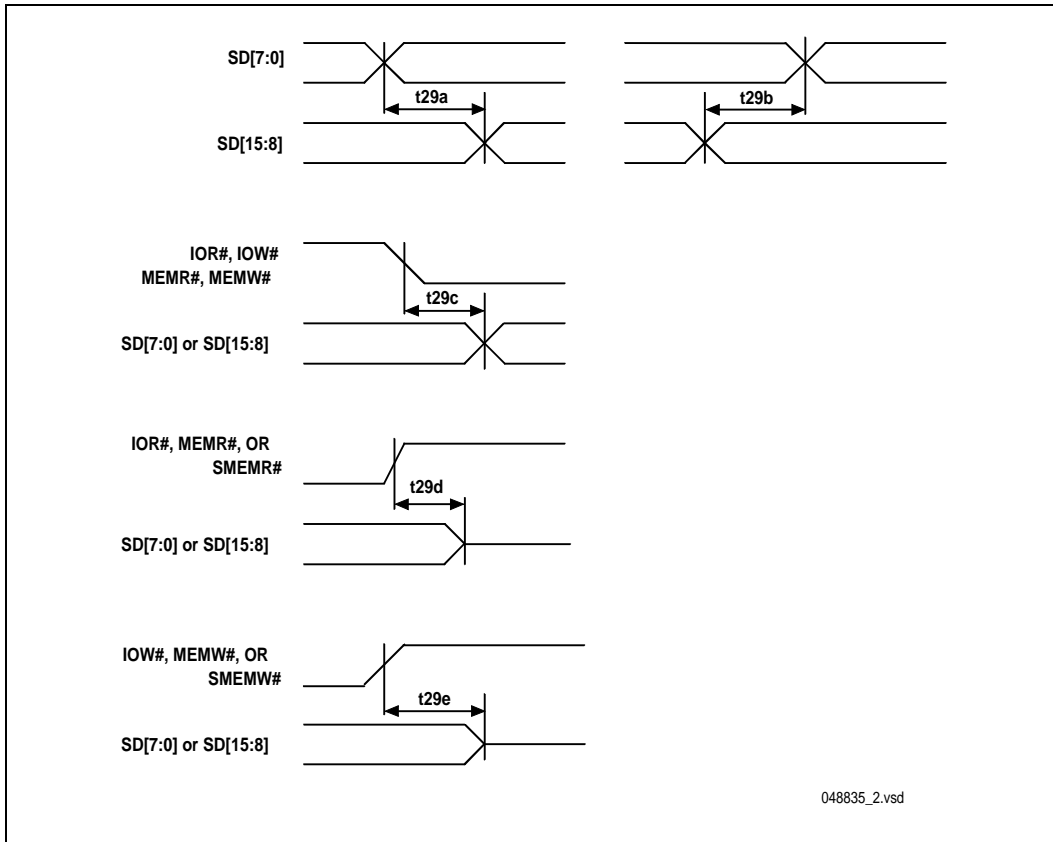 SD[7:0]
t29a
t29b
SD[15:8]
IOR#, IOW#
MEMR#, MEMW#
t29c
SD[7:0] or SD[15:8]
IOR#, MEMR#, OR
SMEMR#
t29d
SD[7:0] or SD[15:8]
IOW#, MEMW#, OR
SMEMW#
t29e
SD[7:0] or SD[15:8]
048835_2.vsd